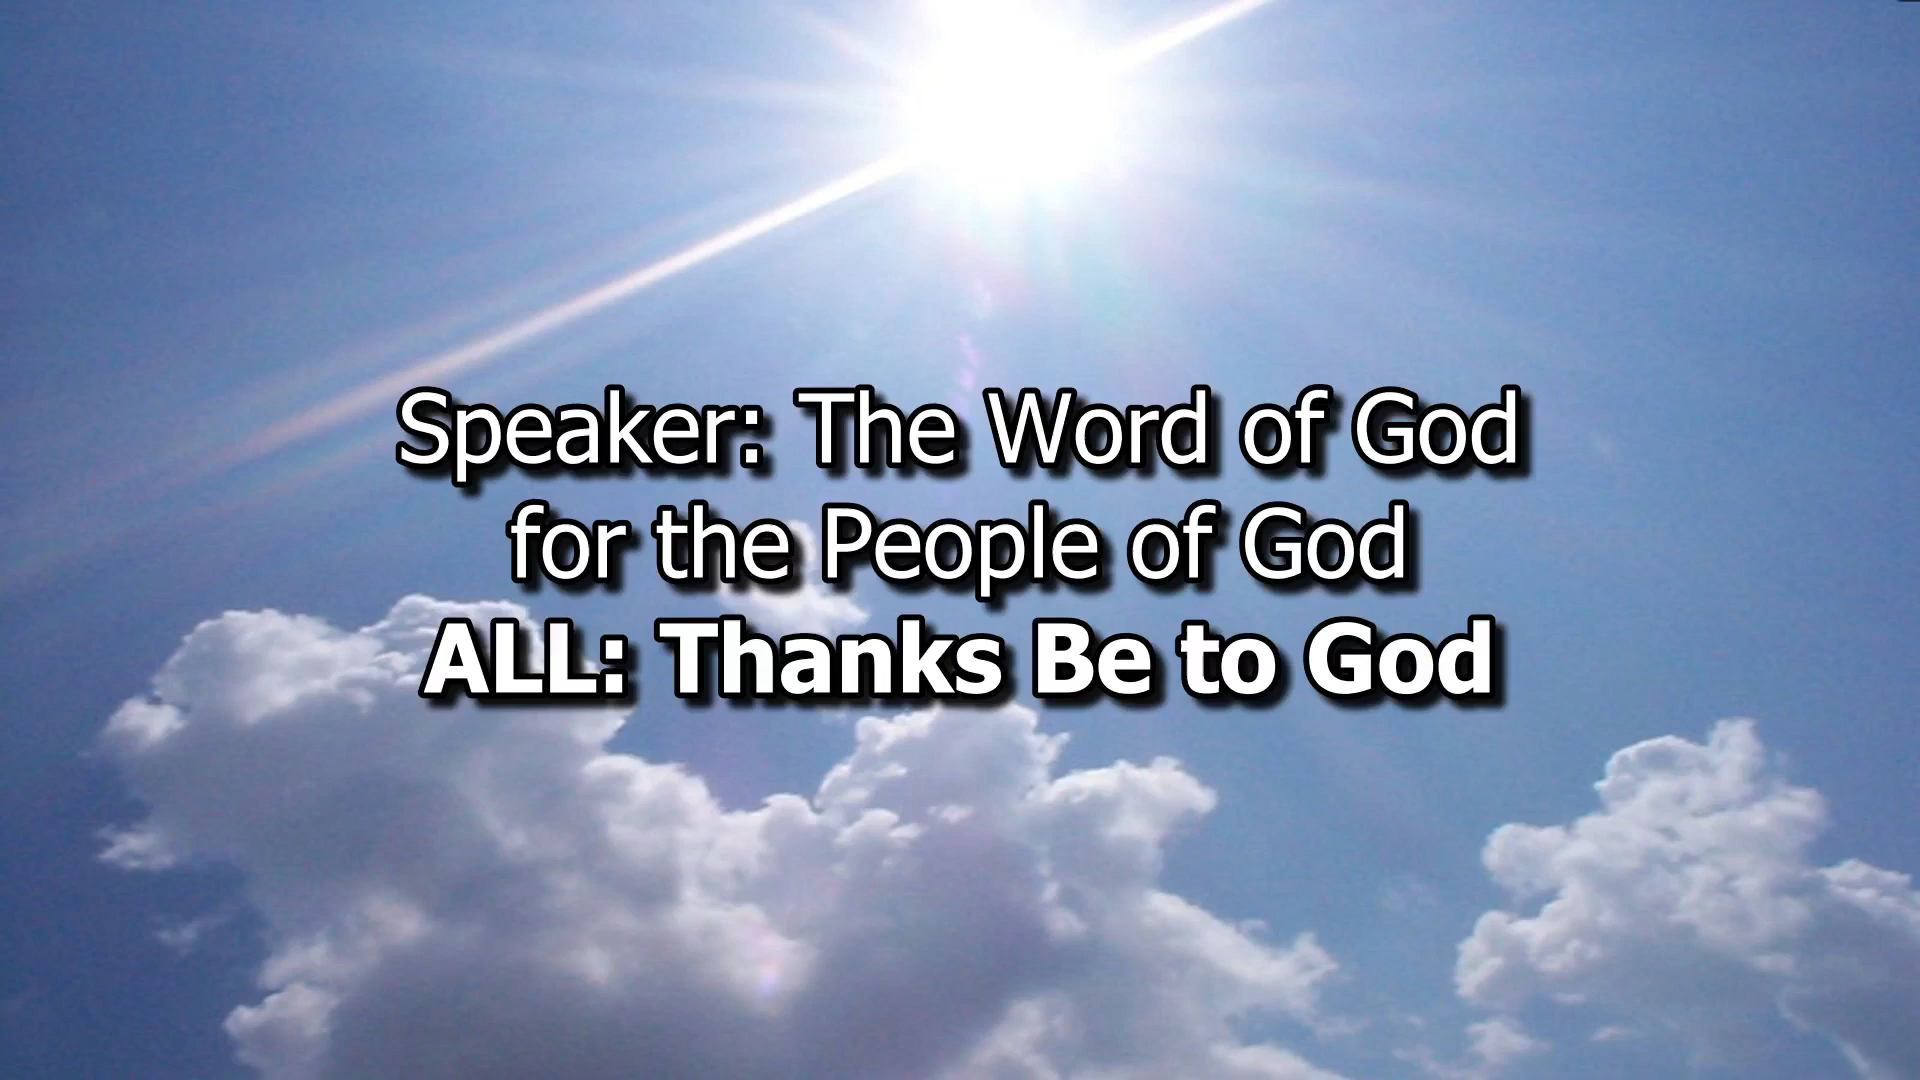 Speaker: The Word of God
for the People of God
ALL: Thanks Be to God